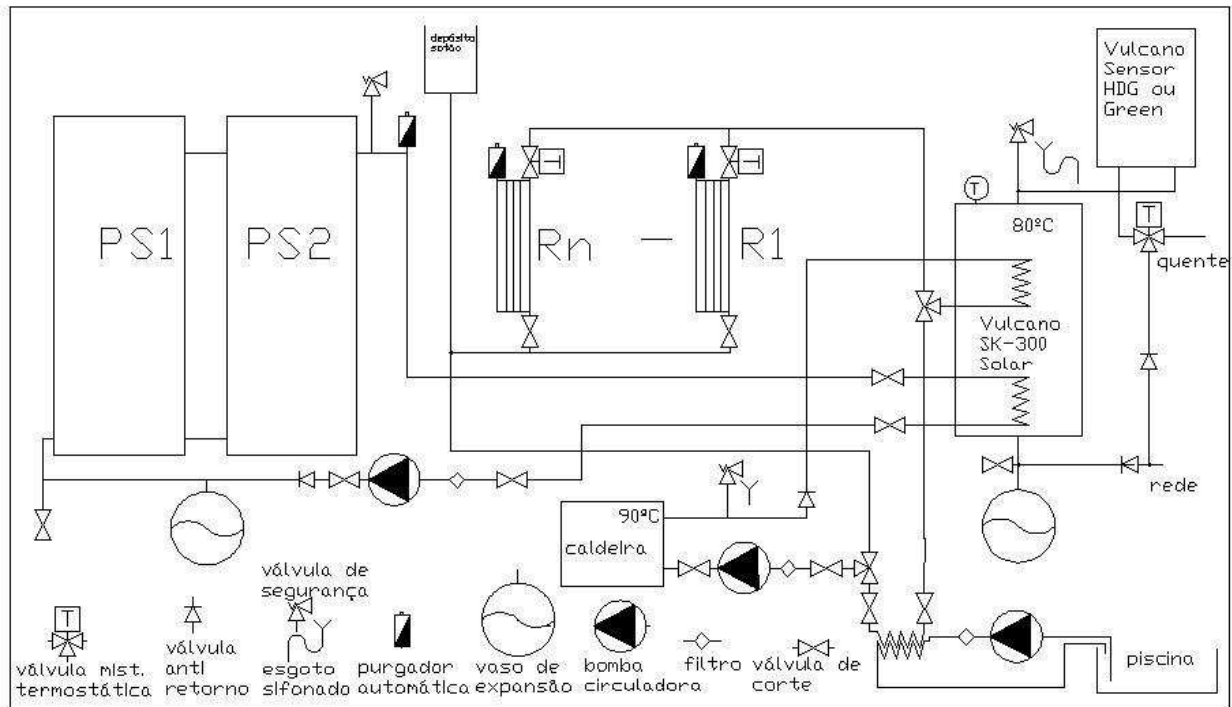 depósito
sotão
Vulcano
Sensor
HDG ou
Green
PS1
PS2
Rn
R1
T
T
T
80ºC
T
quente
Vulcano
SK-300
Solar
rede
90ºC
caldeira
válvula de
segurança
T
válvula mist.
termostática
válvula
anti
retorno
esgoto
sifonado
purgador
automática
vaso de
expansão
bomba
circuladora
filtro
válvula de
corte
piscina